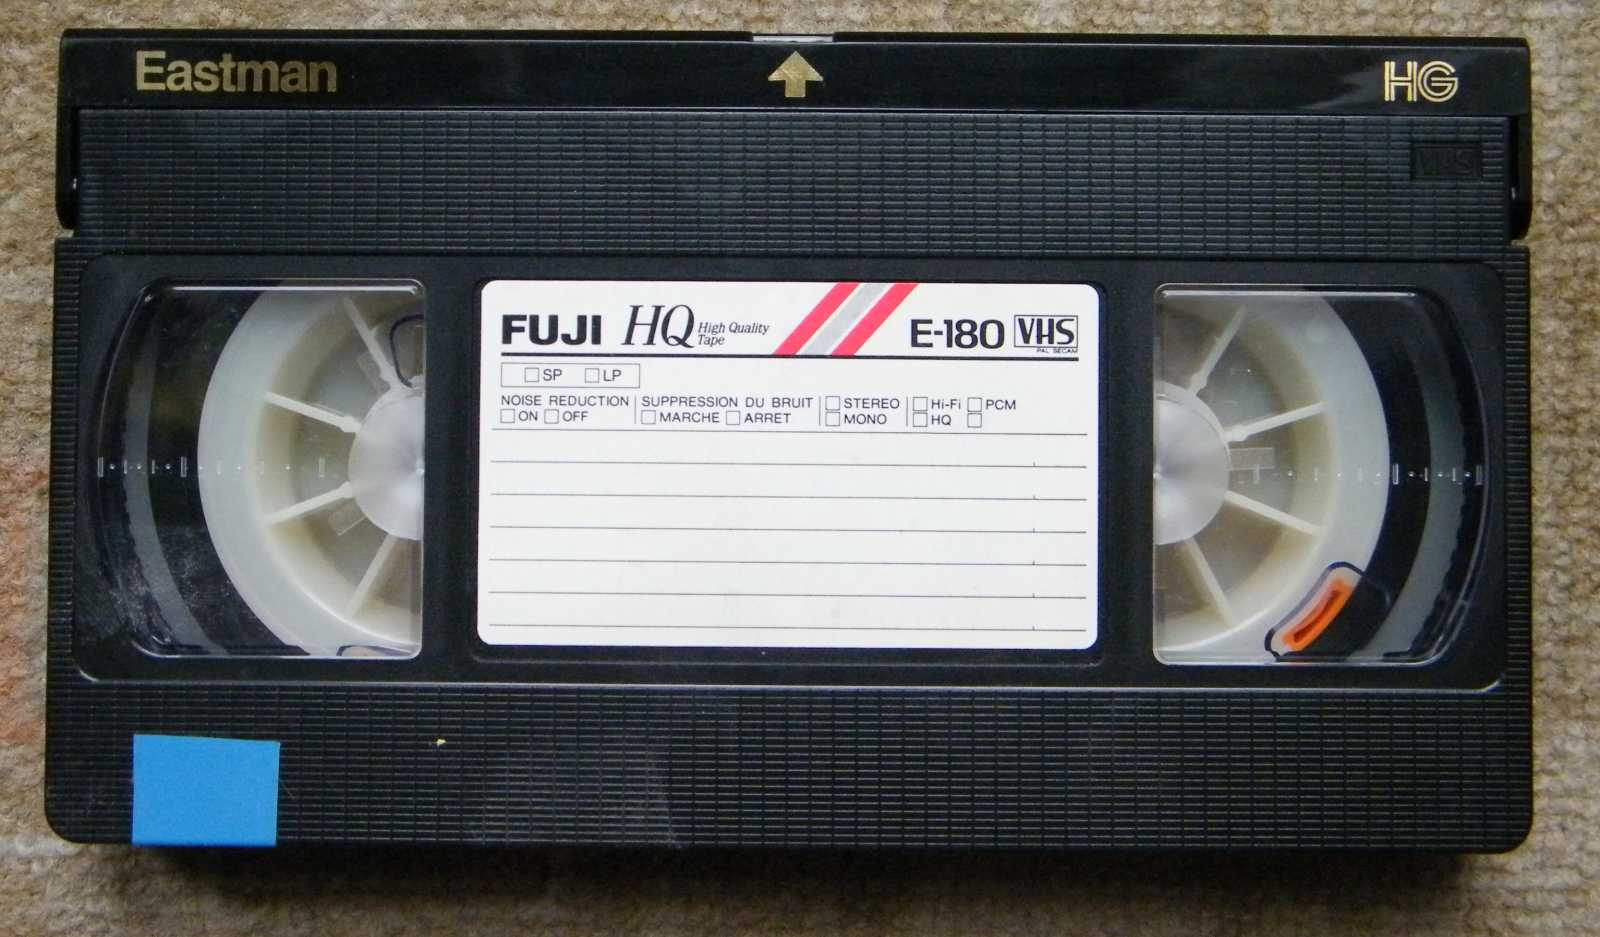 Eastman
HG
VHS
FUJI HQ High Quality Tape E-180 VHS
PAL SECAM
SP LP
NOISE REDUCTION SUPPRESSION DU BRUIT STEREO Hi-Fi PCM
ON OFF MARCHE ARRET MONO HQ